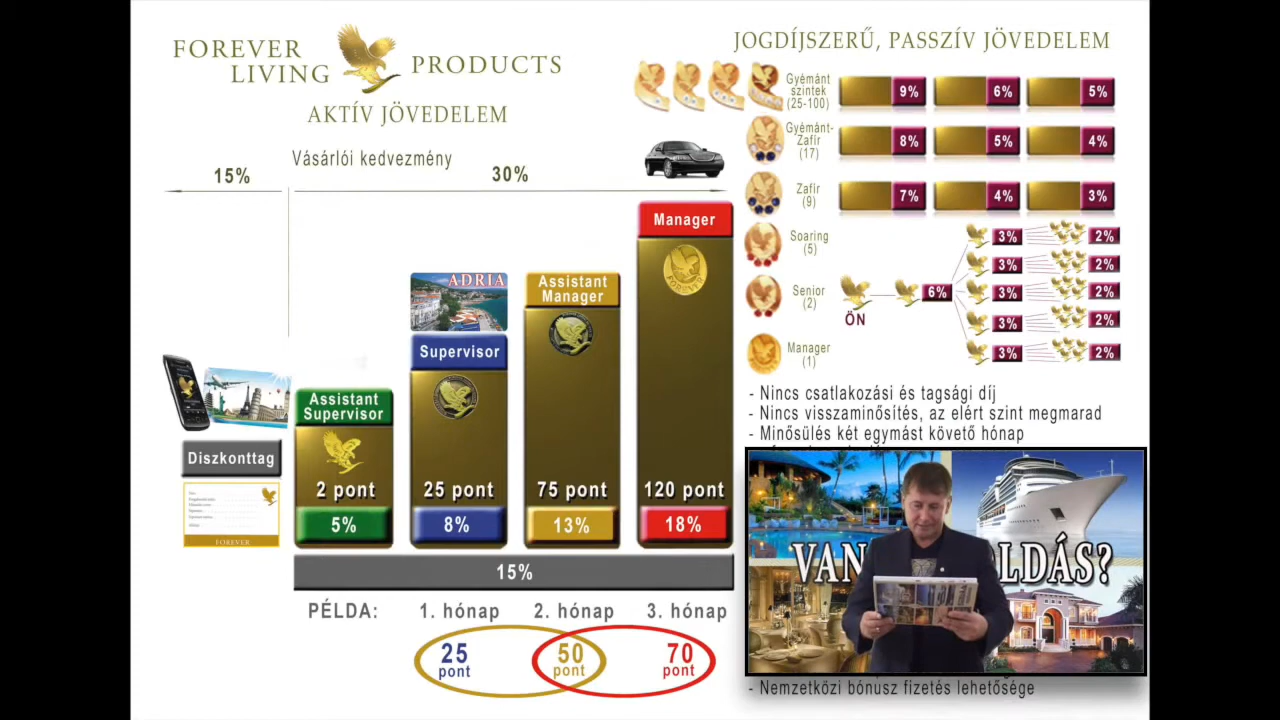 FOREVER
LIVING
PRODUCTS
AKTÍV JÖVEDELEM
Vásárlói kedvezmény
15%
30%
Manager
ADRIA
Assistant
Manager
FOREVER
Supervisor
Assistant
Supervisor
Diszkonttag
2 pont
25 pont
75 pont
120 pont
5%
8%
13%
18%
FOREVER
15%
PÉLDA:
1. hónap
2. hónap
3. hónap
25
pont
50
pont
70
pont
JOGDÍJSZERŰ, PASSZÍV JÖVEDELEM
Gyémánt
szintek
(25-100)
9%
6%
5%
Gyémánt-
Zafír
(17)
8%
5%
4%
Zafír
(9)
7%
4%
3%
Soaring
(5)
3%
2%
3%
2%
Senior
(2)
ÖN
6%
3%
2%
3%
2%
Manager
(1)
3%
2%
- Nincs csatlakozási és tagsági díj
- Nincs visszaminősítés, az elért szint megmarad
- Minősülés két egymást követő hónap
VAN
LDÁS?
- Nemzetközi bónusz fizetés lehetősége